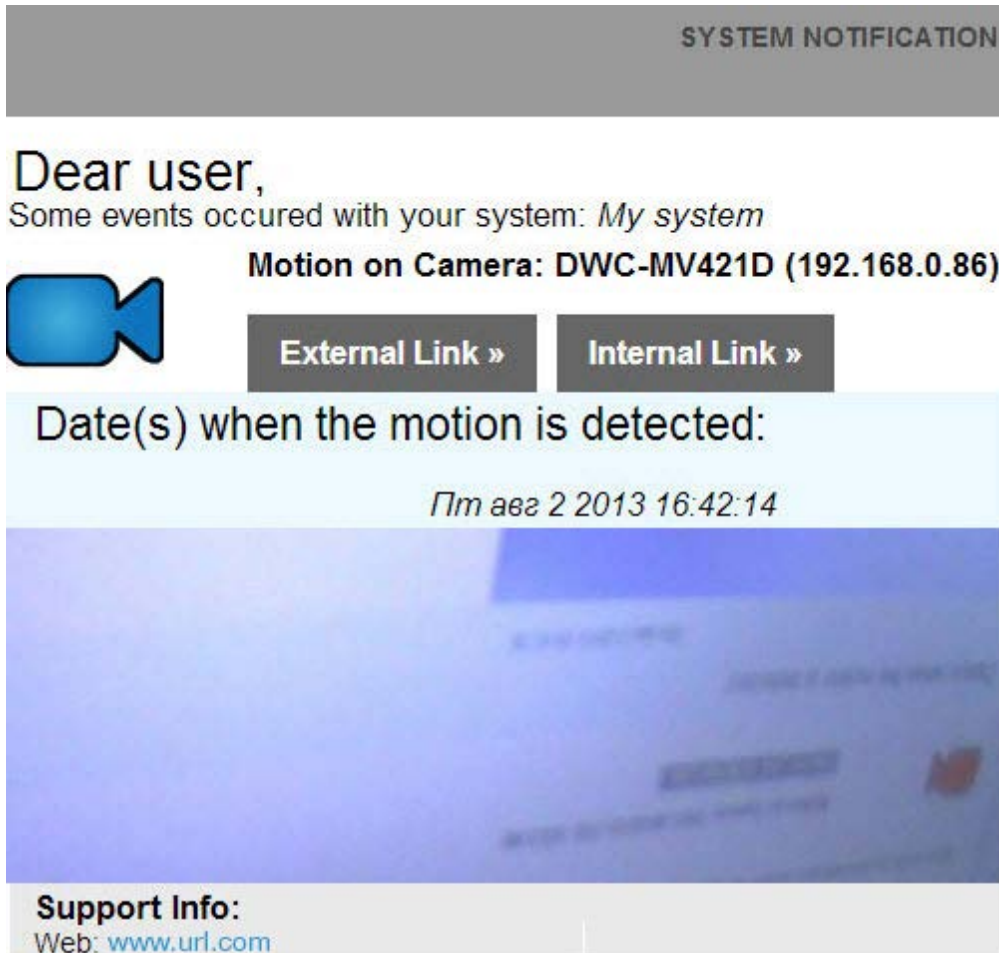 SYSTEM NOTIFICATION
Dear user,
Some events occured with your system: My system
Motion on Camera: DWC-MV421D (192.168.0.86)
External Link » Internal Link »
Date(s) when the motion is detected:
Пт авг 2 2013 16:42:14
Support Info:
Web: www.url.com